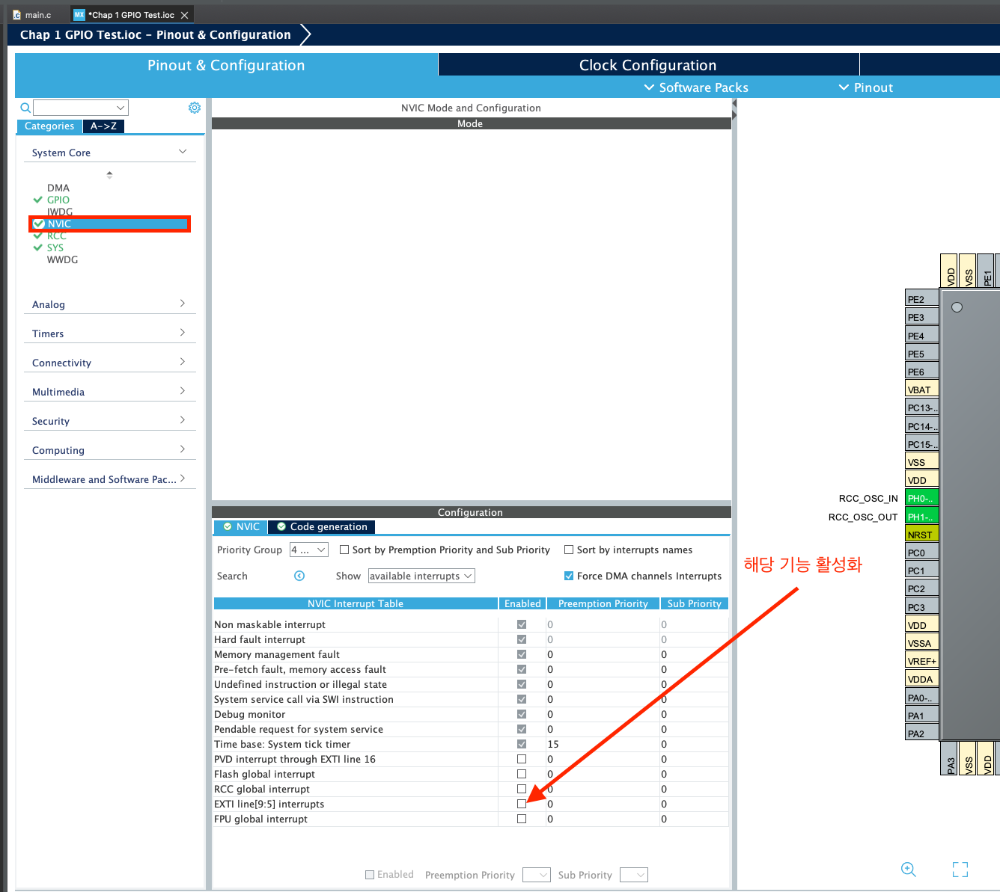 main.c
*Chap 1 GPIO Test.ioc
Chap 1 GPIO Test.ioc - Pinout & Configuration
Pinout & Configuration
Clock Configuration
Software Packs
Pinout
Categories
A->Z
System Core
DMA
GPIO
IWDG
NVIC
RCC
SYS
WWDG
Analog
Timers
Connectivity
Multimedia
Security
Computing
Middleware and Software Pac...
NVIC Mode and Configuration
Mode
Configuration
NVIC
Code generation
Priority Group 4 ... Sort by Premption Priority and Sub Priority Sort by interrupts names
Search Show available interrupts Force DMA channels Interrupts
NVIC Interrupt Table Enabled Preemption Priority Sub Priority
Non maskable interrupt 0 0
Hard fault interrupt 0 0
Memory management fault 0 0
Pre-fetch fault, memory access fault 0 0
Undefined instruction or illegal state 0 0
System service call via SWI instruction 0 0
Debug monitor 0 0
Pendable request for system service 0 0
Time base: System tick timer 15 0
PVD interrupt through EXTI line 16 0 0
Flash global interrupt 0 0
RCC global interrupt 0 0
EXTI line[9:5] interrupts 0 0
FPU global interrupt 0 0
Enabled Preemption Priority Sub Priority
해당 기능 활성화
VDD
VSS
PE1
PE2
PE3
PE4
PE5
PE6
VBAT
PC13-..
PC14-..
PC15-..
VSS
VDD
RCC_OSC_IN PH0-..
RCC_OSC_OUT PH1-..
NRST
PC0
PC1
PC2
PC3
VDD
VSSA
VREF+
VDDA
PA0-..
PA1
PA2
PA3
VSS
VDD